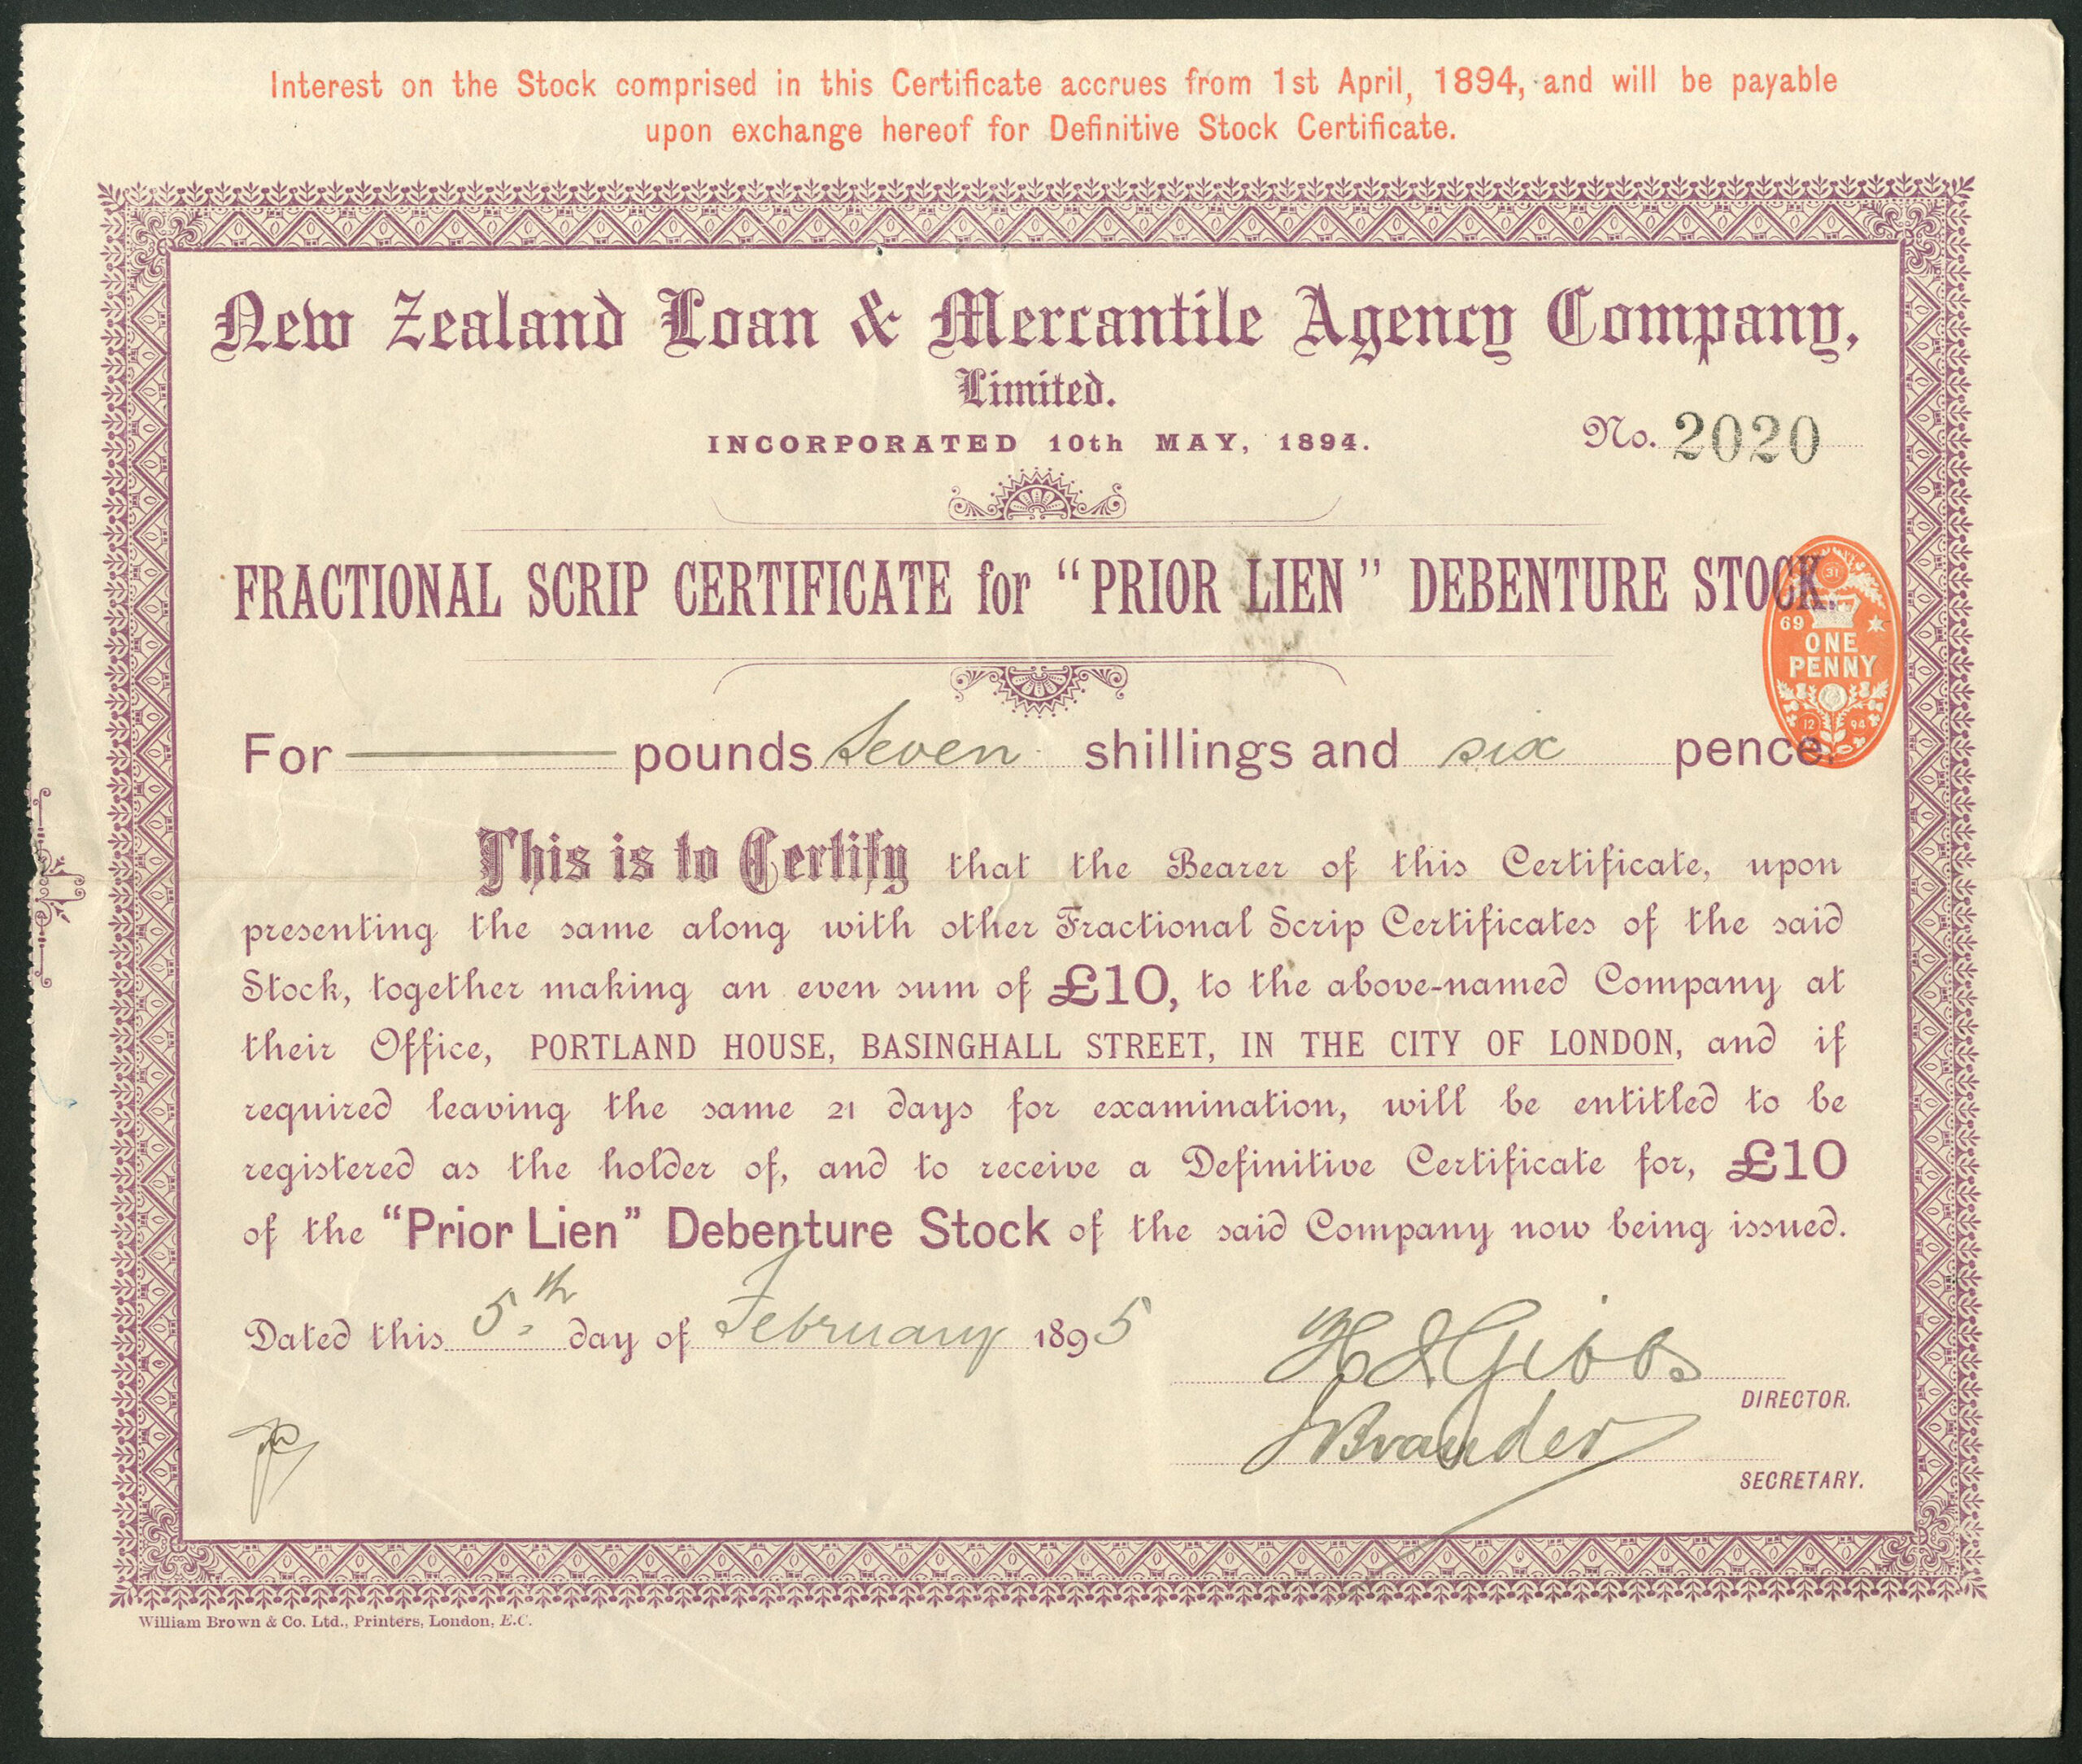 Interest on the Stock comprised in this Certificate accrues from 1st April, 1894, and will be payable
upon exchange hereof for Definitive Stock Certificate.
New Zealand Loan & Mercantile Agency Company,
Limited.
INCORPORATED 10th MAY, 1894.
No. 2020
FRACTIONAL SCRIP CERTIFICATE for "PRIOR LIEN" DEBENTURE STOCK.
31
69
ONE
PENNY
12 94
For pounds Seven shillings and six pence.
This is to Certify that the Bearer of this Certificate, upon
presenting the same along with other Fractional Scrip Certificates of the said
Stock, together making an even sum of £10, to the above-named Company at
their Office, PORTLAND HOUSE, BASINGHALL STREET, IN THE CITY OF LONDON, and if
required leaving the same 21 days for examination, will be entitled to be
registered as the holder of, and to receive a Definitive Certificate for, £10
of the "Prior Lien" Debenture Stock of the said Company now being issued.
Dated this 5th day of February 1895
Gibbs
DIRECTOR.
Brander
SECRETARY.
William Brown & Co. Ltd., Printers, London, E.C.